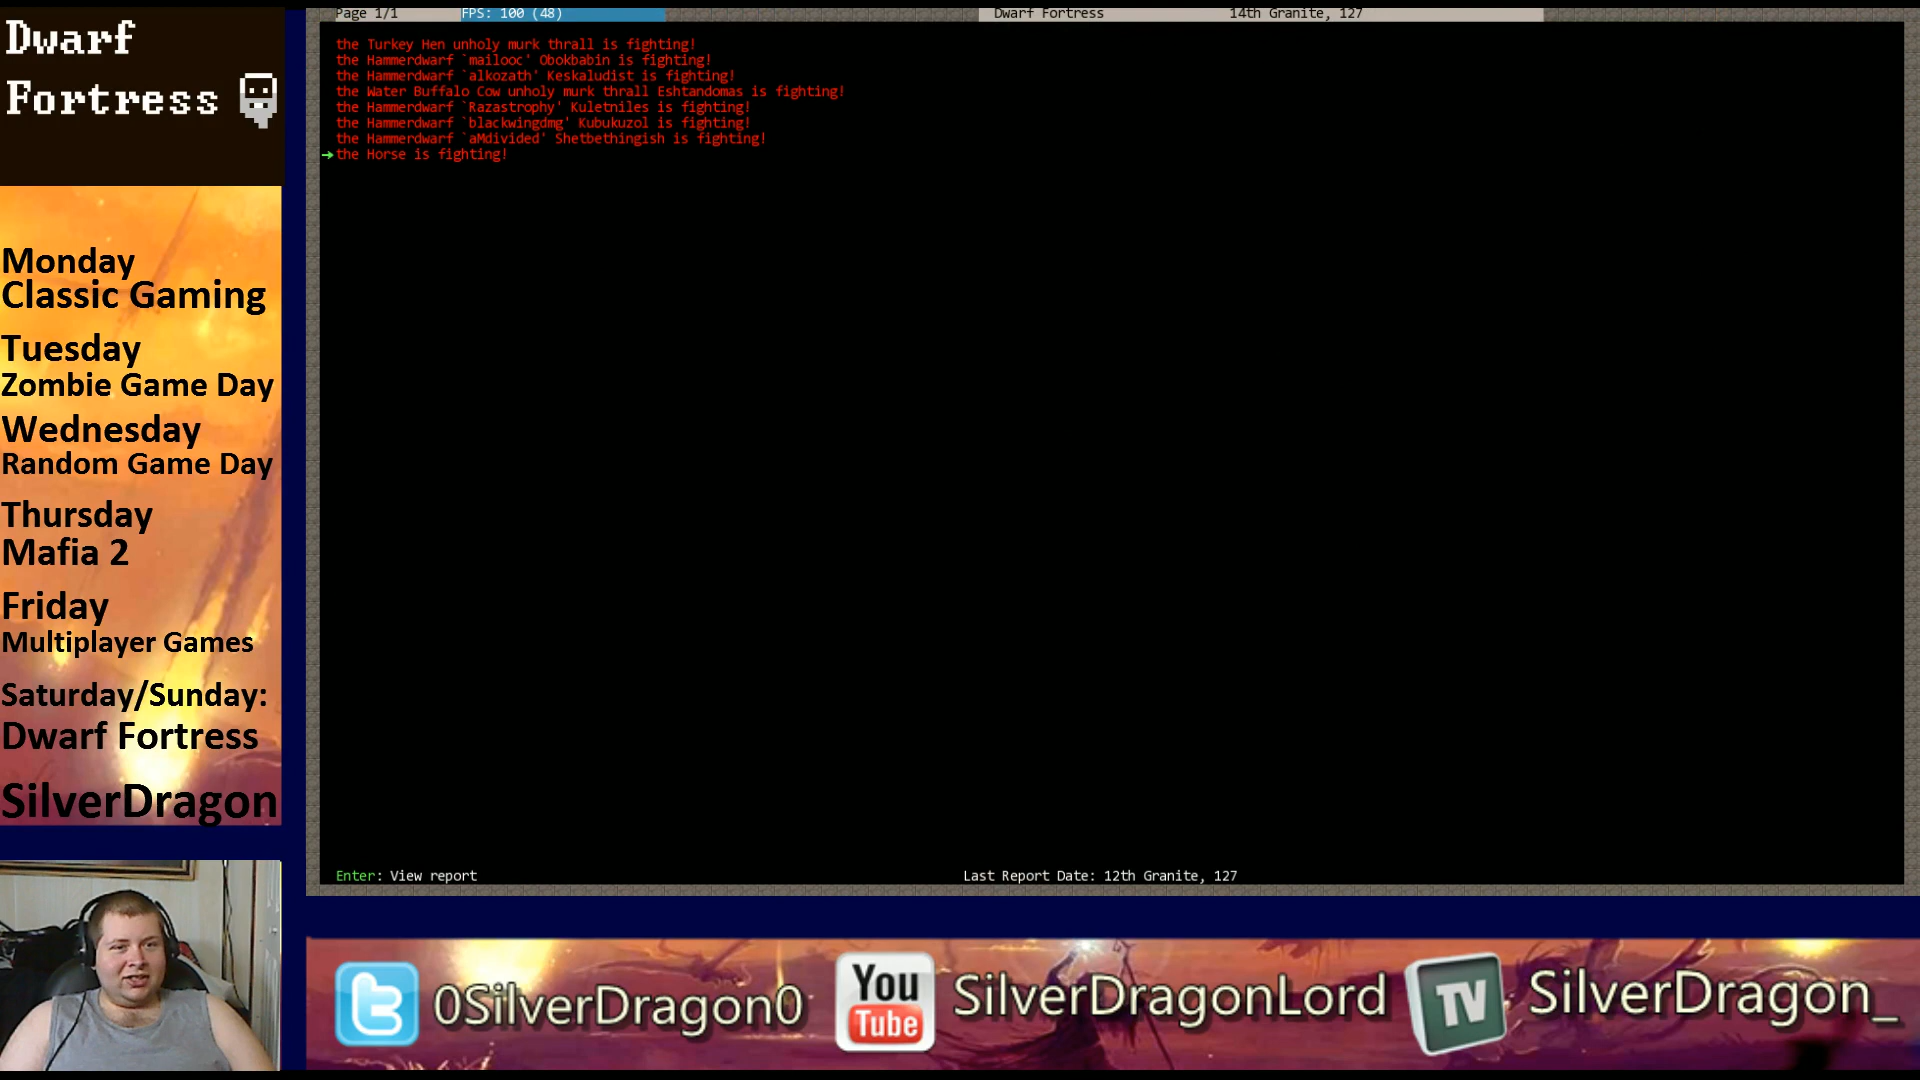 Dwarf
Fortress
Monday
Classic Gaming
Tuesday
Zombie Game Day
Wednesday
Random Game Day
Thursday
Mafia 2
Friday
Multiplayer Games
Saturday/Sunday:
Dwarf Fortress
SilverDragon
Page 1/1 FPS: 100 (48) Dwarf Fortress 14th Granite, 127
the Turkey Hen unholy murk thrall is fighting!
the Hammerdwarf `mailooc' Obokbabin is fighting!
the Hammerdwarf `alkozath' Keskaludist is fighting!
the Water Buffalo Cow unholy murk thrall Eshtandomas is fighting!
the Hammerdwarf `Razastrophy' Kuletniles is fighting!
the Hammerdwarf `blackwingdmg' Kubukuzol is fighting!
the Hammerdwarf `aMdivided' Shetbethingish is fighting!
the Horse is fighting!
Enter: View report Last Report Date: 12th Granite, 127
0SilverDragon0 You Tube SilverDragonLord TV SilverDragon_